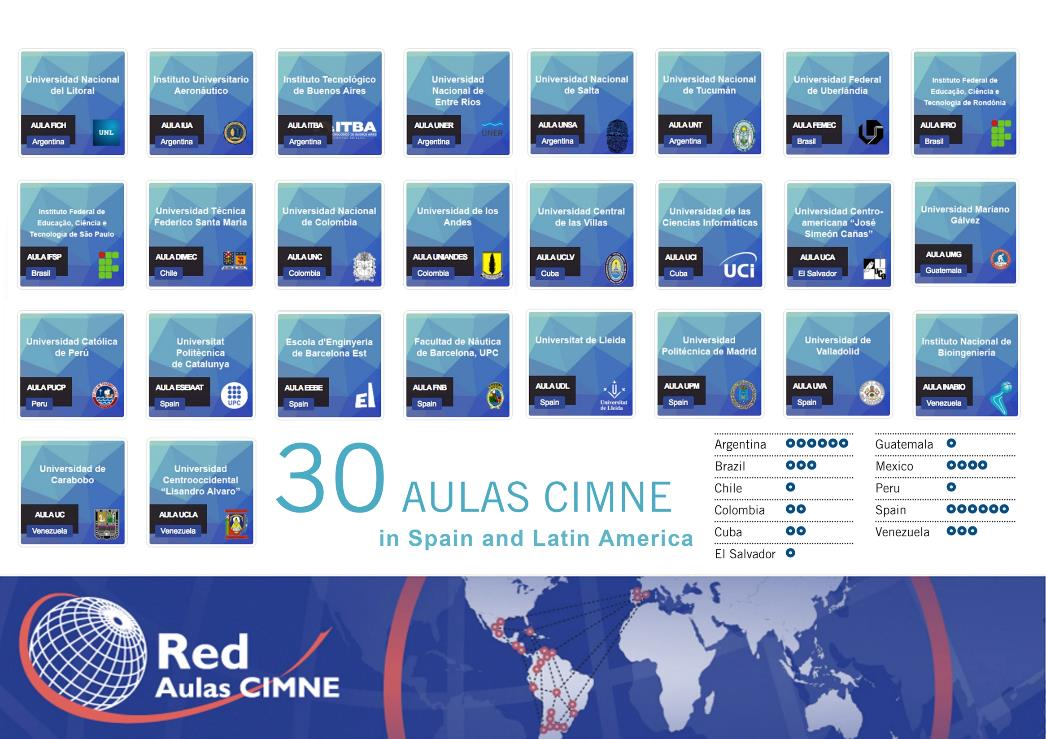 Universidad Nacional
del Litoral
AULA FICH
UNL
Argentina
Instituto Universitario
Aeronáutico
AULA IUA
Argentina
Instituto Tecnológico
de Buenos Aires
AULA ITBA
ITBA
Argentina
Universidad
Nacional de
Entre Ríos
AULA UNER
UNER
Argentina
Universidad Nacional
de Salta
AULA UNSA
Argentina
Universidad Nacional
de Tucumán
AULA UNT
Argentina
Universidad Federal
de Uberlândia
AULA FEMEC
Brasil
Instituto Federal de
Educação, Ciência e
Tecnologia de Rondônia
AULA IFRO
Brasil
Instituto Federal de
Educação, Ciência e
Tecnologia de São Paulo
AULA IFSP
Brasil
Universidad Técnica
Federico Santa María
AULA DIMEC
Chile
Universidad Nacional
de Colombia
AULA UNC
Colombia
Universidad de los
Andes
AULA UNIANDES
Colombia
Universidad Central
de las Villas
AULA UCLV
Cuba
Universidad de las
Ciencias Informáticas
AULA UCI
UCi
Cuba
Universidad Centro-
americana “José
Simeón Cañas”
AULA UCA
El Salvador
Universidad Mariano
Gálvez
AULA UMG
Guatemala
Universidad Católica
de Perú
AULA PUCP
Peru
Universitat
Politècnica
de Catalunya
AULA ESEIAAT
UPC
Spain
Escola d'Enginyeria
de Barcelona Est
AULA EEBE
Spain
Facultad de Náutica
de Barcelona, UPC
AULA FNB
Spain
Universitat de Lleida
AULA UDL
Spain
Universitat
de Lleida
Universidad
Politécnica de Madrid
AULA UPM
Spain
Universidad de
Valladolid
AULA UVA
Spain
Instituto Nacional de
Bioingeniería
AULA INABIO
Venezuela
Universidad de
Carabobo
AULA UC
Venezuela
Universidad
Centrooccidental
“Lisandro Alvaro”
AULA UCLA
Venezuela
30 AULAS CIMNE
in Spain and Latin America
Argentina
Brazil
Chile
Colombia
Cuba
El Salvador
Guatemala
Mexico
Peru
Spain
Venezuela
Red
Aulas CIMNE